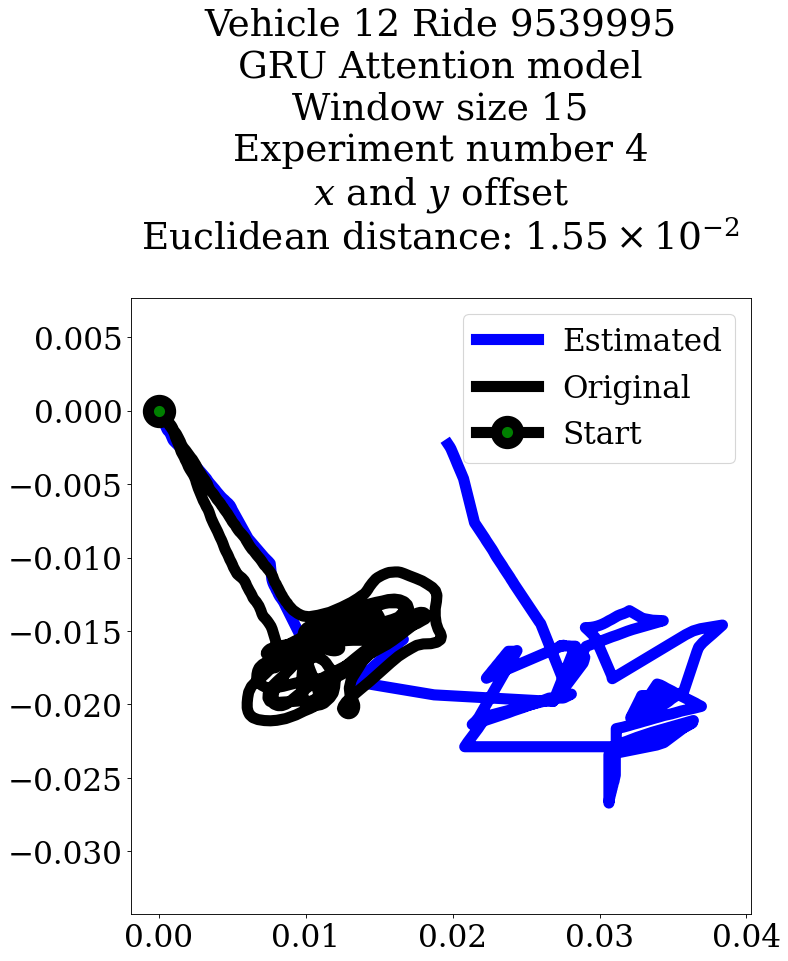 Vehicle 12 Ride 9539995
GRU Attention model
Window size 15
Experiment number 4
x and y offset
Euclidean distance: 1.55 × 10⁻²
Estimated
Original
Start
0.005
0.000
−0.005
−0.010
−0.015
−0.020
−0.025
−0.030
0.00 0.01 0.02 0.03 0.04